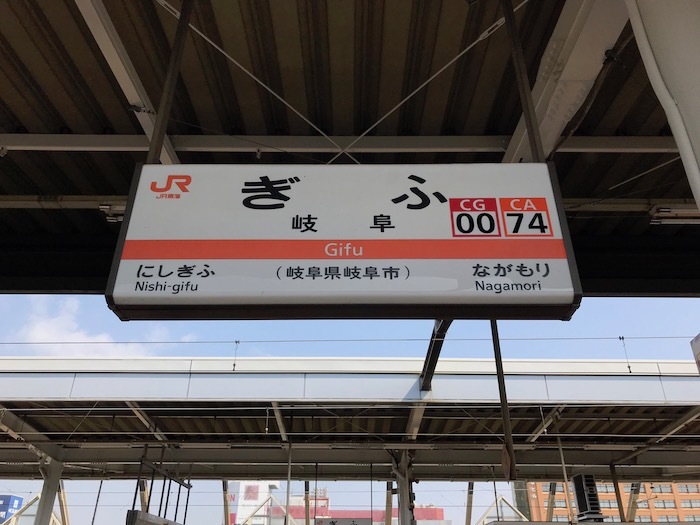 JR
JR東海
ぎふ
岐阜
CG
00
CA
74
Gifu
にしぎふ
Nishi-gifu
（岐阜県岐阜市）
ながもり
Nagamori